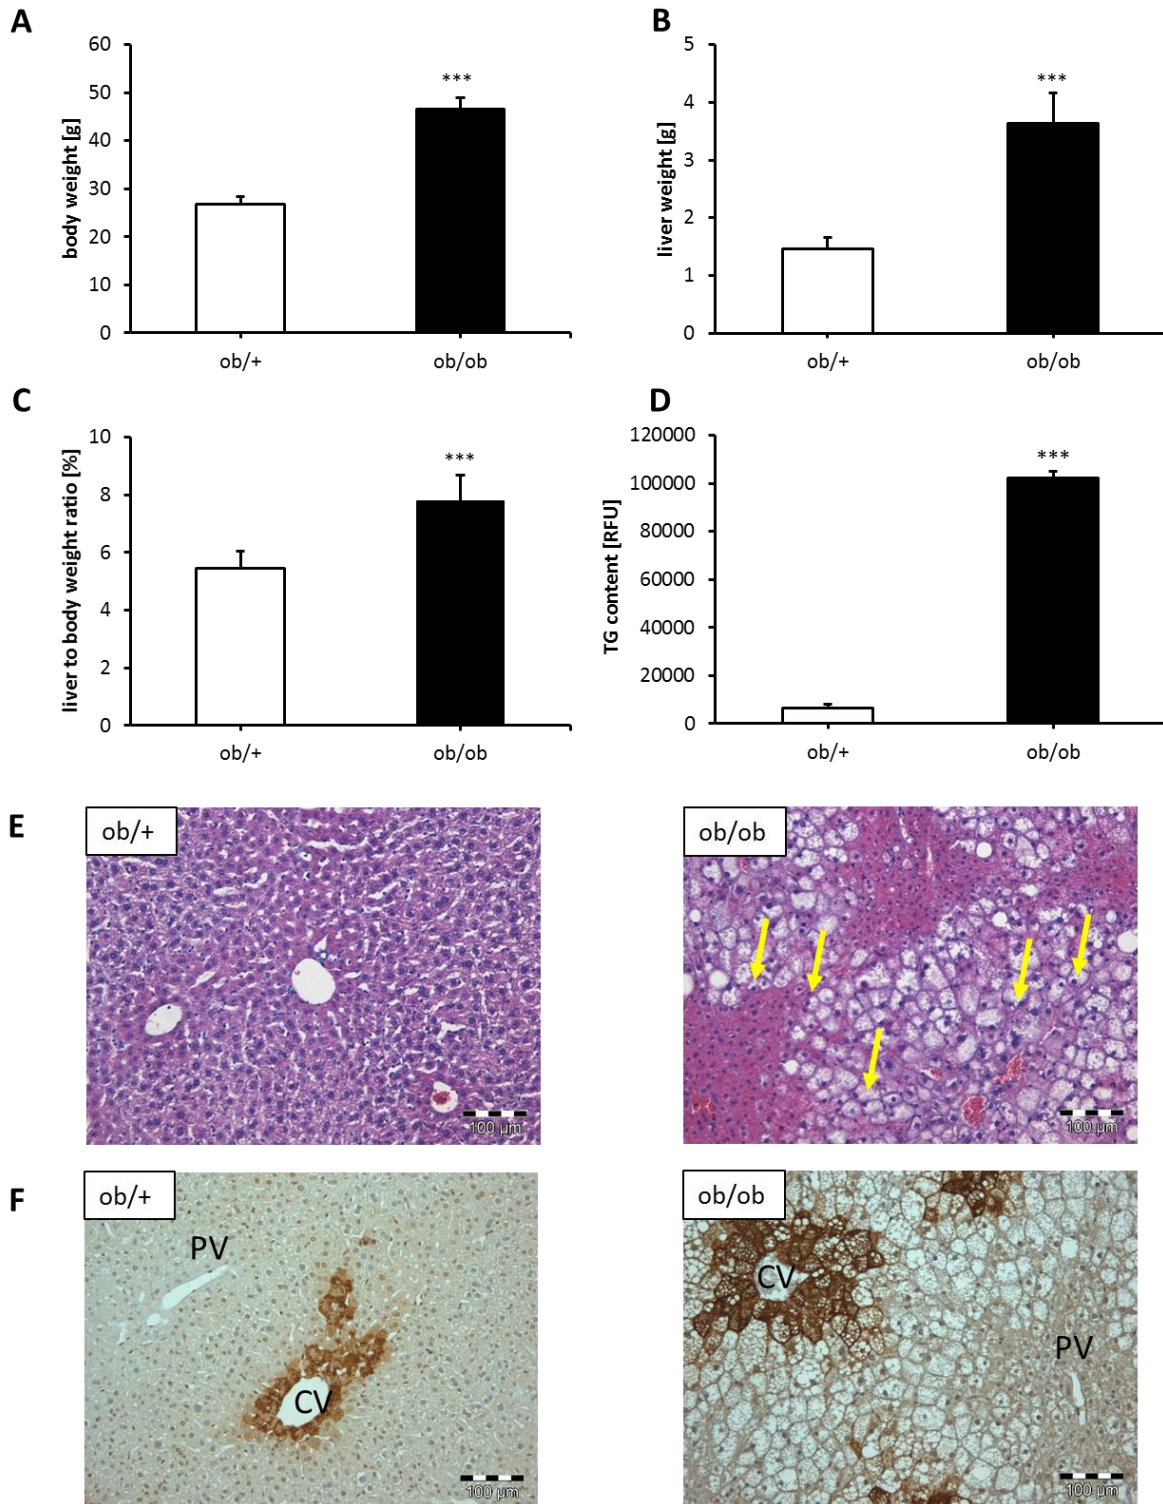 A
60
50
40
30
20
10
0
body weight [g]
***
ob/+
ob/ob
B
5
4
3
2
1
0
liver weight [g]
***
ob/+
ob/ob
C
10
8
6
4
2
0
liver to body weight ratio [%]
***
ob/+
ob/ob
D
120000
100000
80000
60000
40000
20000
0
TG content [RFU]
***
ob/+
ob/ob
E
ob/+
100 µm
ob/ob
100 µm
F
ob/+
PV
CV
100 µm
ob/ob
CV
PV
100 µm